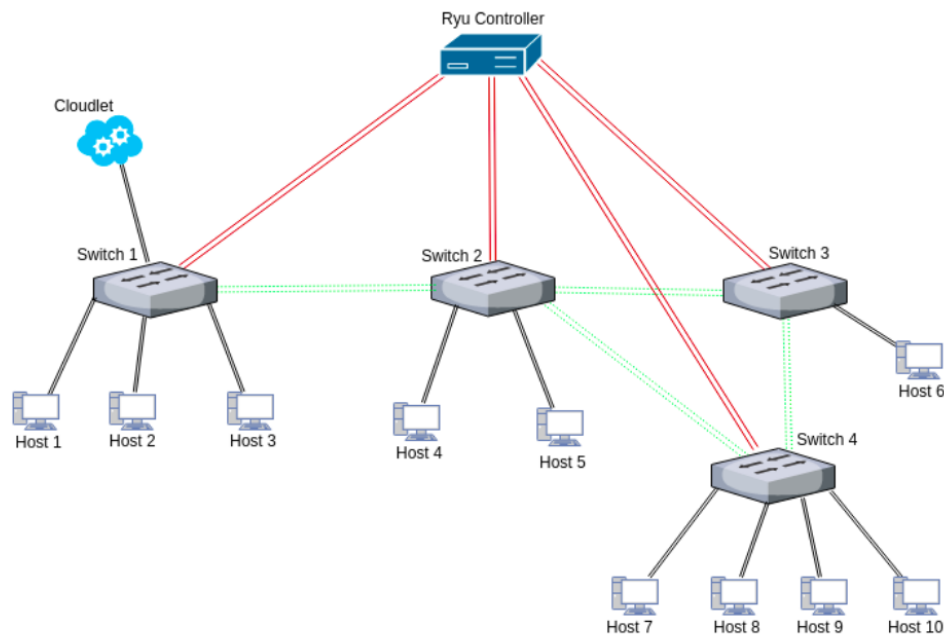 Ryu Controller
Cloudlet
Switch 1
Switch 2
Switch 3
Host 6
Host 1
Host 2
Host 3
Host 4
Host 5
Switch 4
Host 7
Host 8
Host 9
Host 10